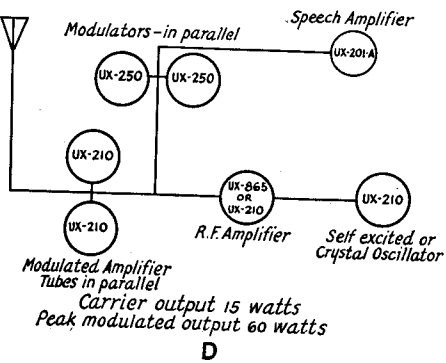 Speech Amplifier
Modulators-in parallel
UX-201-A
UX-250
UX-250
UX-210
UX-210
UX-865
OR
UX-210
UX-210
R.F. Amplifier
Self excited or
Crystal Oscillator
Modulated Amplifier
Tubes in parallel
Carrier output 15 watts
Peak modulated output 60 watts
D